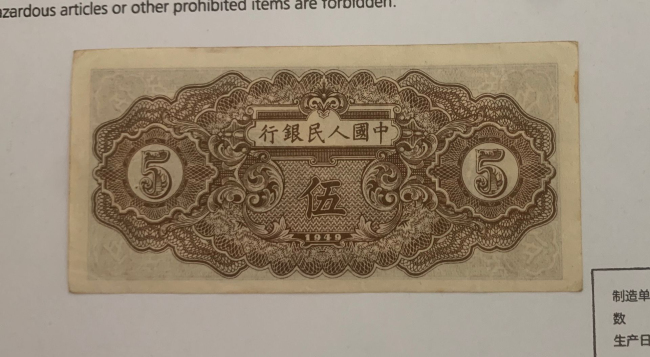 azardous articles or other prohibited items are forbidden.
行銀民人國中
5
5
伍
1949
制造单
数
生产日